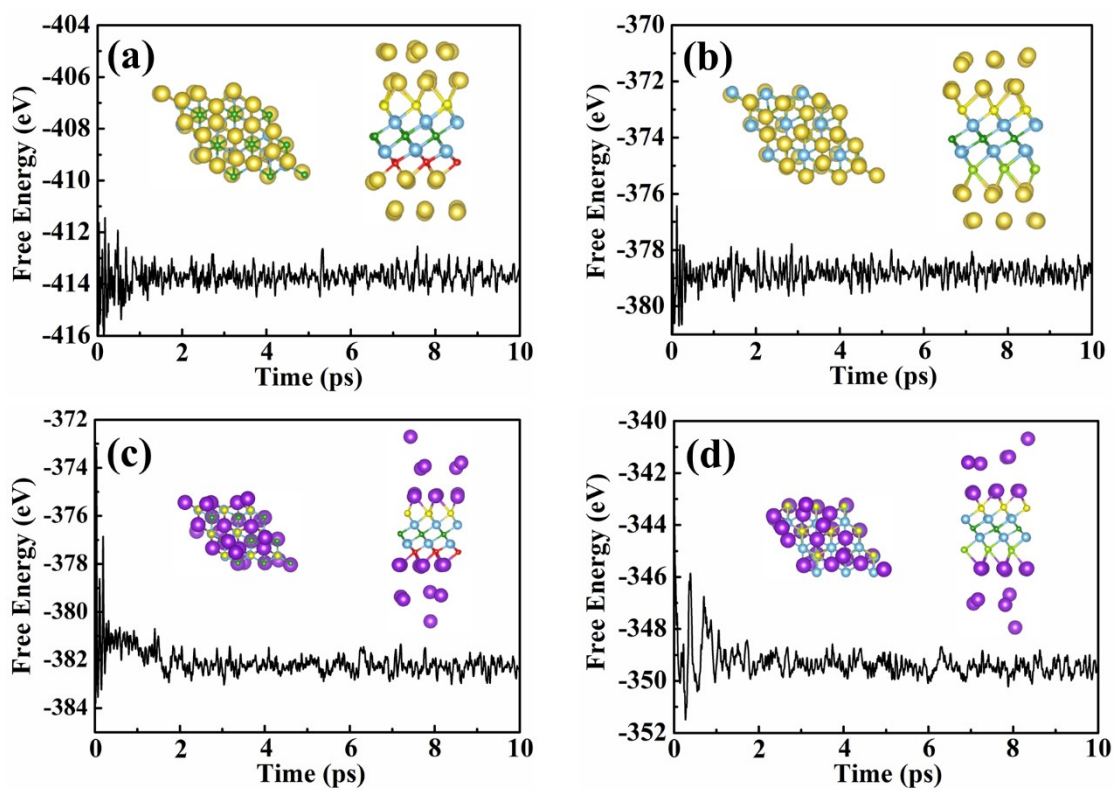 (a)
Free Energy (eV)
-404
-406
-408
-410
-412
-414
-416
0 2 4 6 8 10
Time (ps)
(b)
Free Energy (eV)
-370
-372
-374
-376
-378
-380
0 2 4 6 8 10
Time (ps)
(c)
Free Energy (eV)
-372
-374
-376
-378
-380
-382
-384
0 2 4 6 8 10
Time (ps)
(d)
Free Energy (eV)
-340
-342
-344
-346
-348
-350
-352
0 2 4 6 8 10
Time (ps)